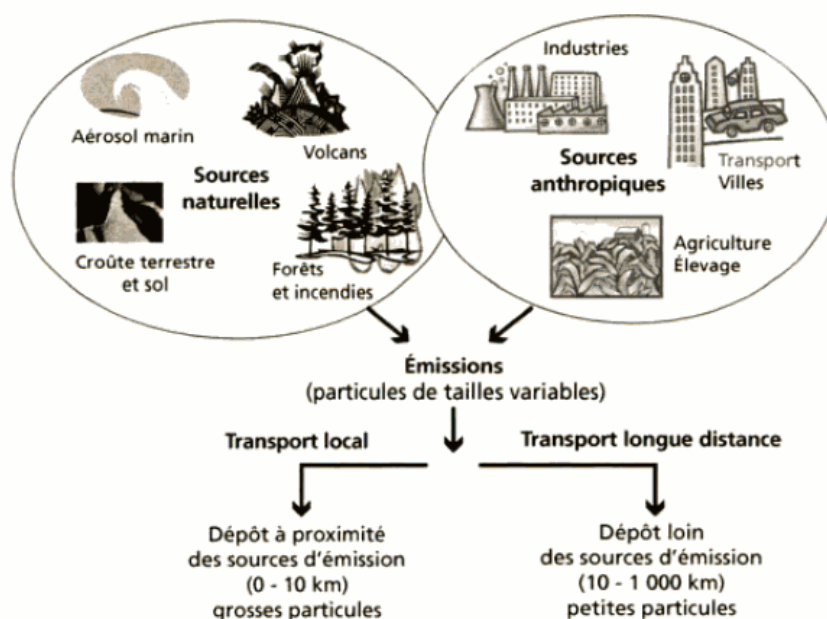 Aérosol marin
Volcans
Sources
naturelles
Croûte terrestre
et sol
Forêts
et incendies
Industries
Sources
anthropiques
Transport
Villes
Agriculture
Élevage
Émissions
(particules de tailles variables)
Transport local
Transport longue distance
Dépôt à proximité
des sources d'émission
(0 - 10 km)
grosses particules
Dépôt loin
des sources d'émission
(10 - 1 000 km)
petites particules